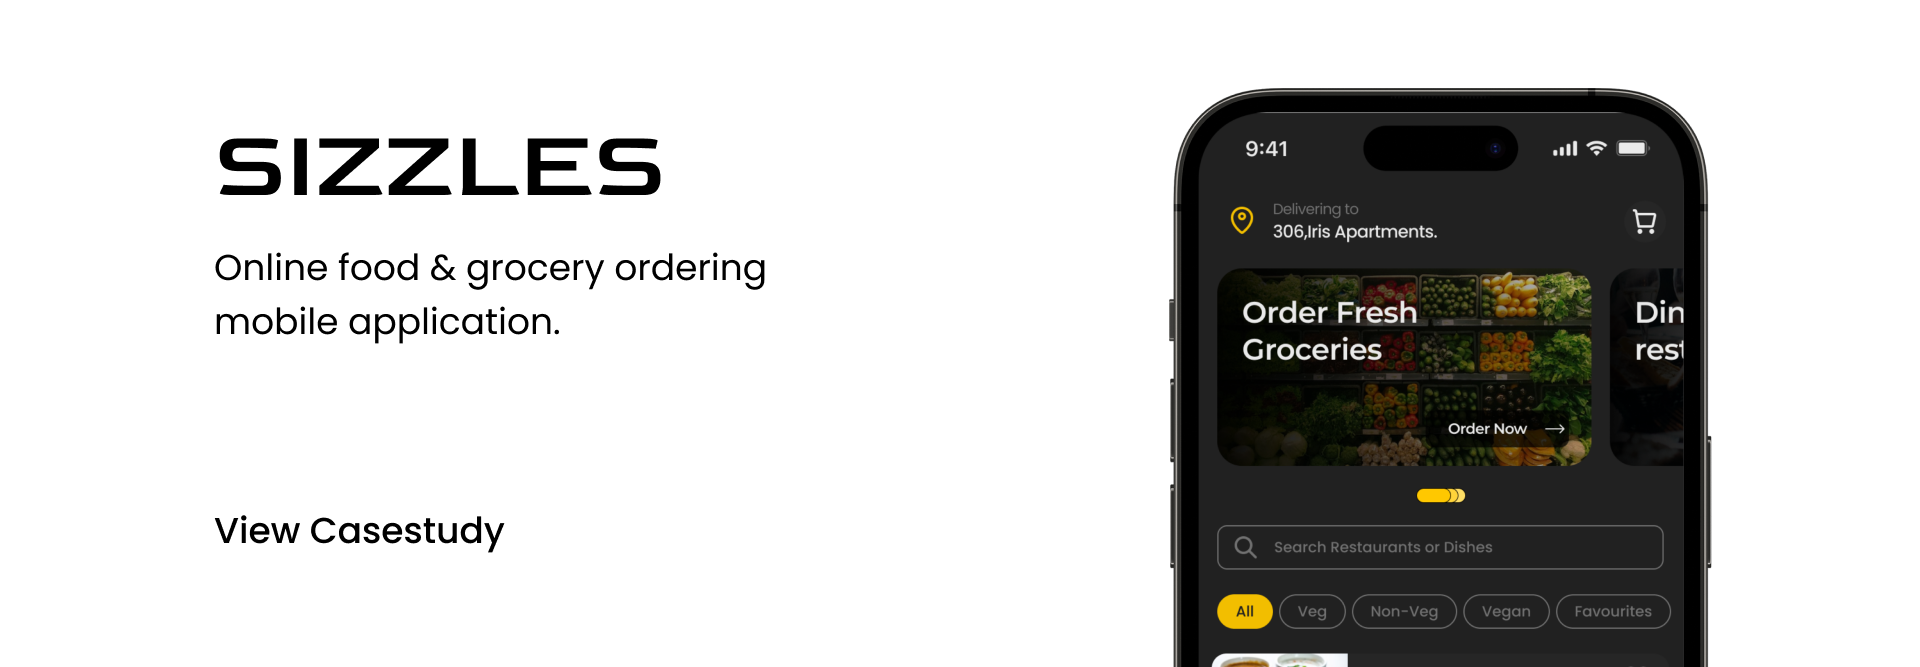 SIZZLES
Online food & grocery ordering
mobile application.
View Casestudy
9:41
Delivering to
306,Iris Apartments.
Order Fresh
Groceries
Order Now
Din
rest
Search Restaurants or Dishes
All
Veg
Non-Veg
Vegan
Favourites